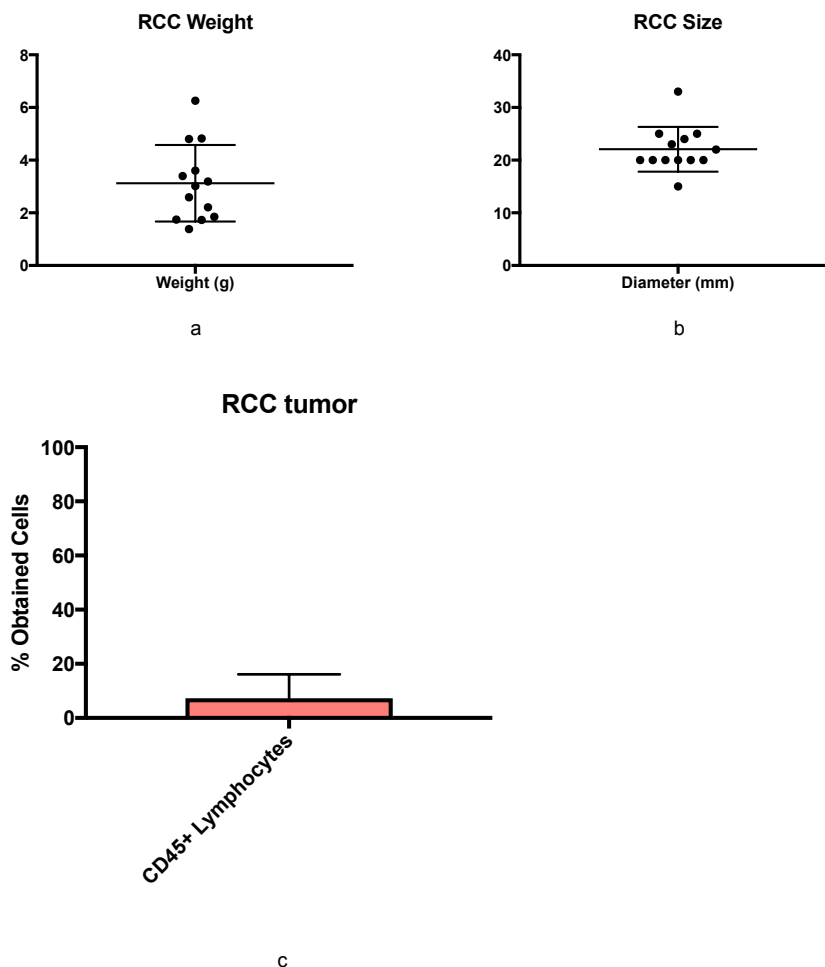 RCC Weight
8
6
4
2
0
Weight (g)
a
RCC Size
40
30
20
10
0
Diameter (mm)
b
RCC tumor
% Obtained Cells
100
80
60
40
20
0
CD45+ Lymphocytes
c